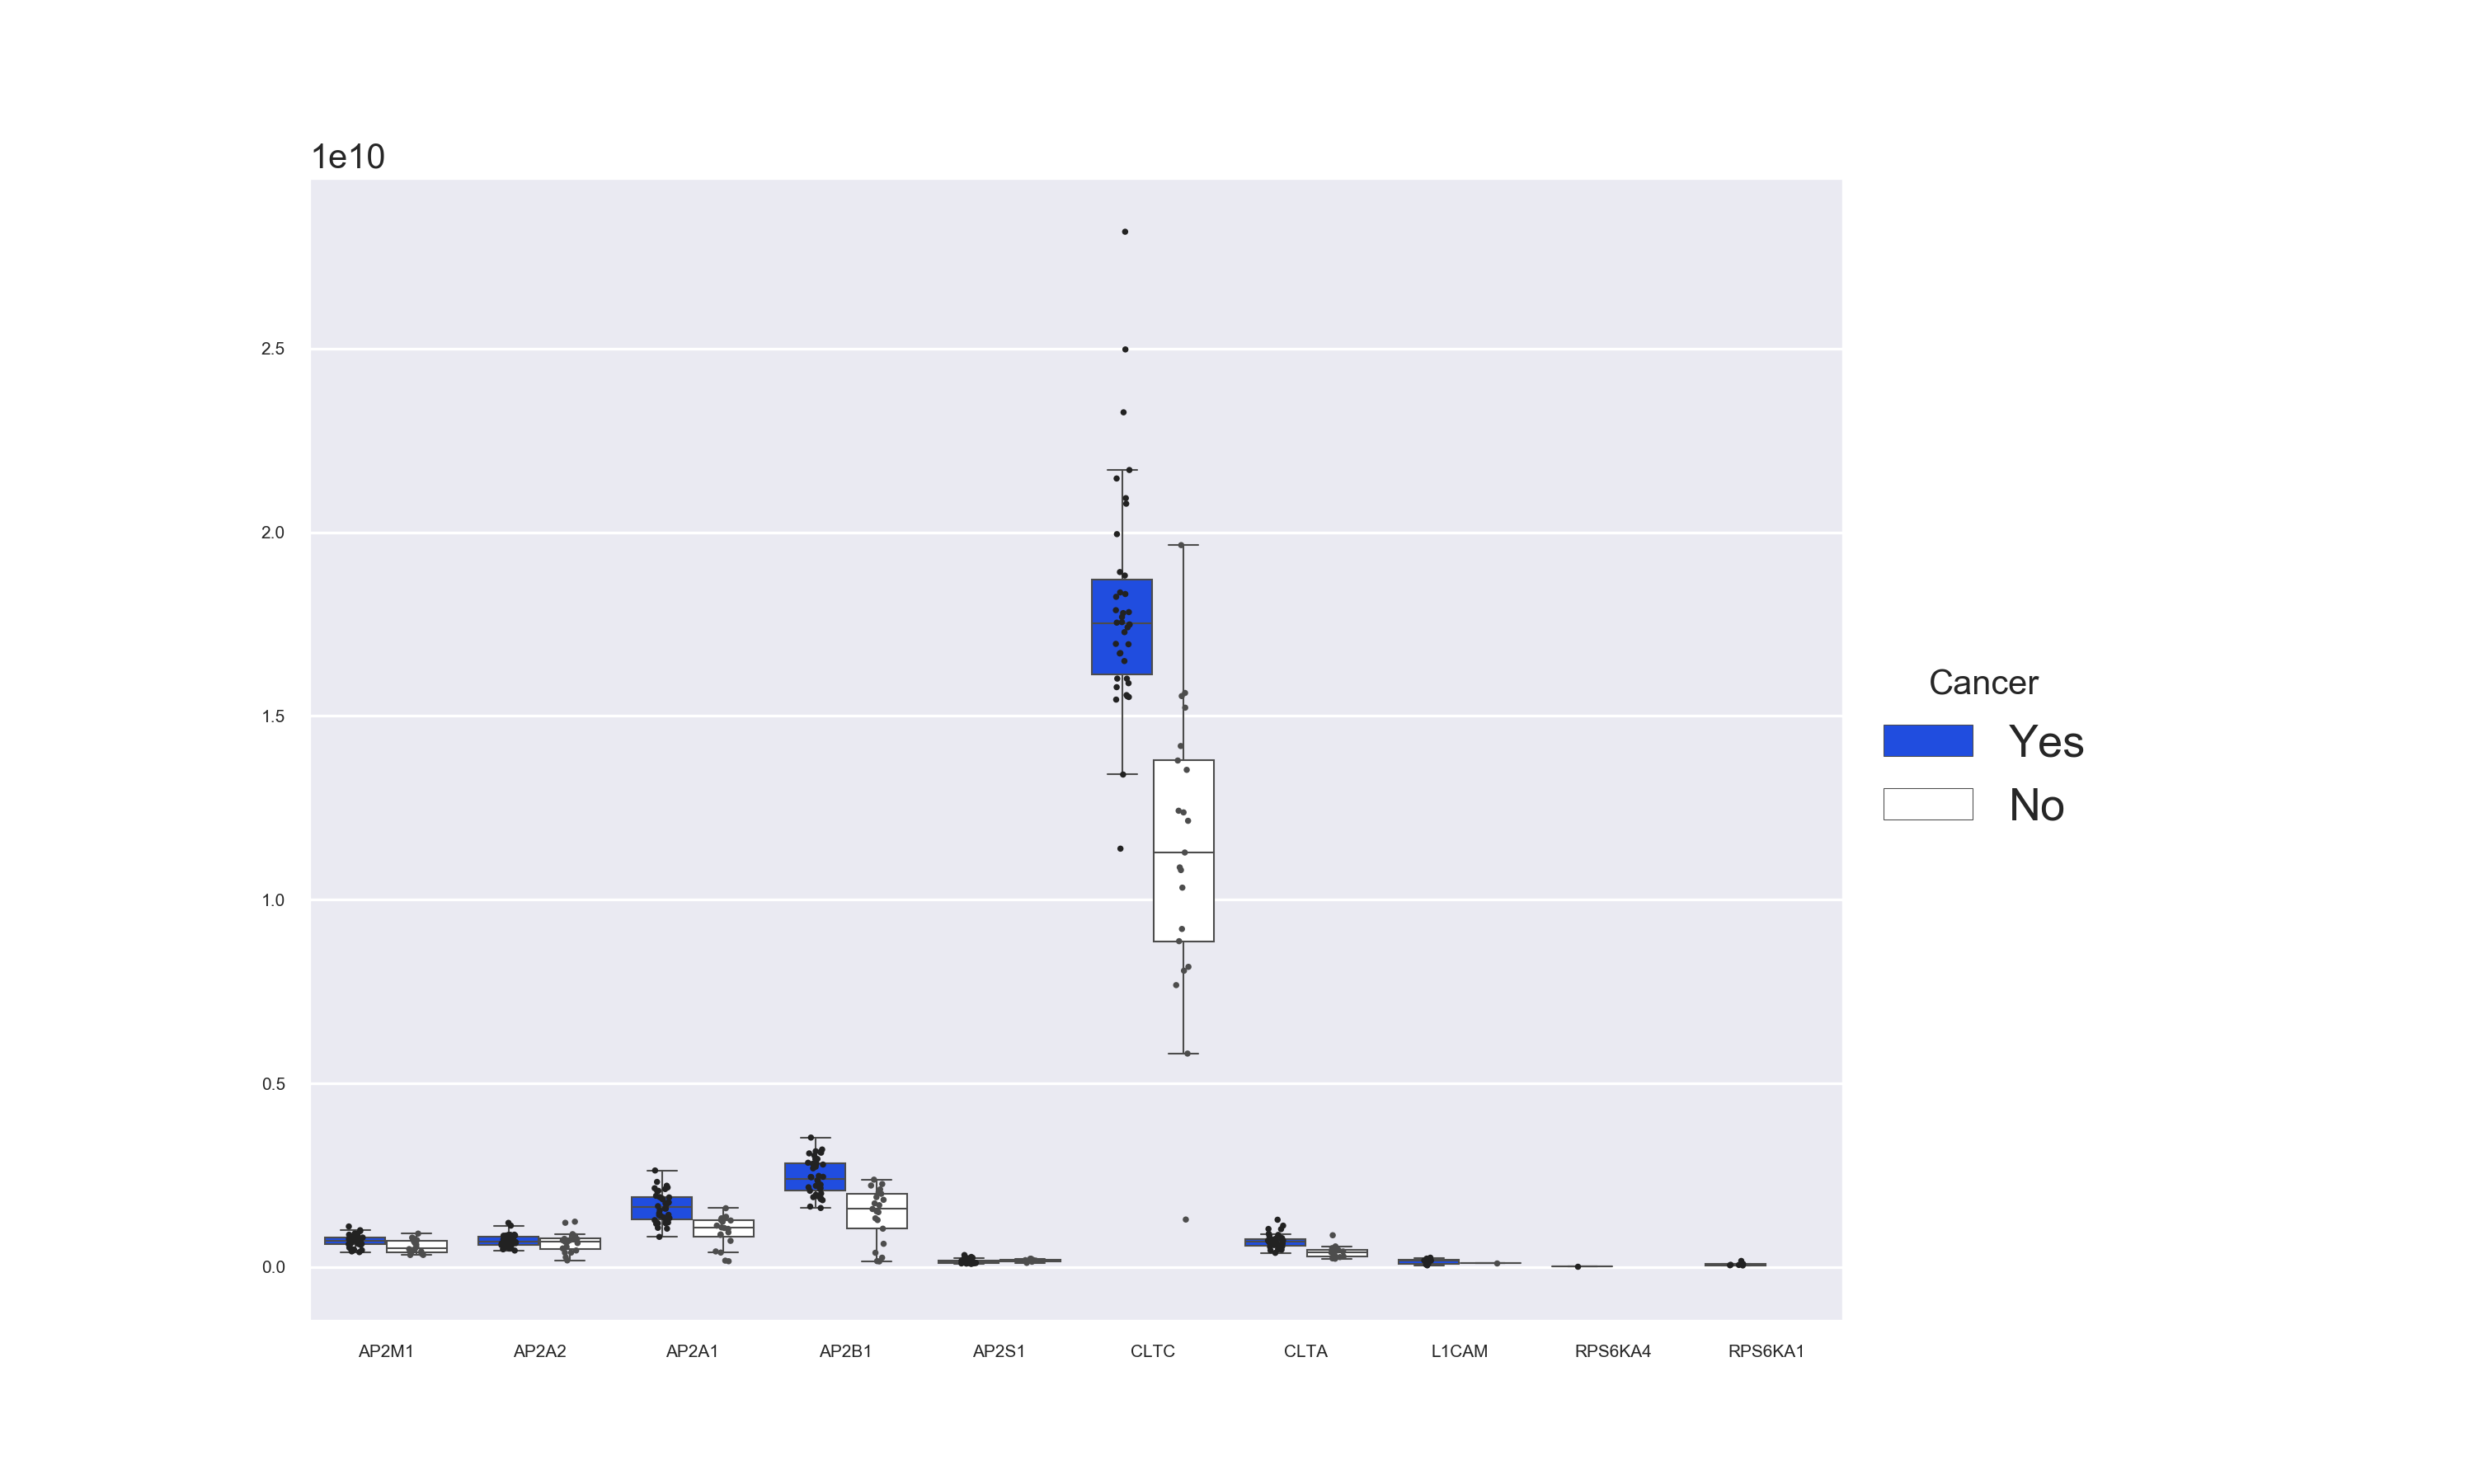 1e10
2.5
2.0
1.5
1.0
0.5
0.0
AP2M1 AP2A2 AP2A1 AP2B1 AP2S1 CLTC CLTA L1CAM RPS6KA4 RPS6KA1
Cancer
Yes
No